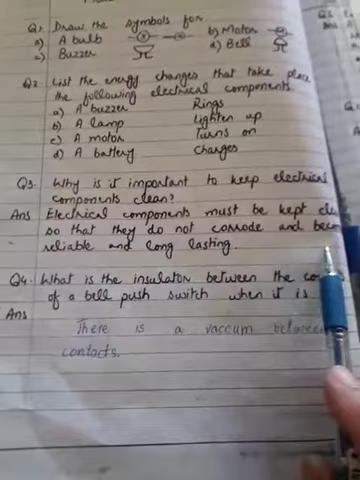 Q1. Draw the symbols for
a) A bulb b) Motor
c) Buzzer d) Bell
Q2. List the energy changes that take place
the following electrical components.
a) A buzzer Rings
b) A lamp Lighten up
c) A motor Turns on
d) A battery Charges
Q3. Why is it important to keep electrical
components clean?
Ans Electrical components must be kept cle
so that they do not corrode and beco
reliable and long lasting.
Q4. What is the insulator between the co
of a bell push switch when it is
Ans
There is a vaccum between
contacts.